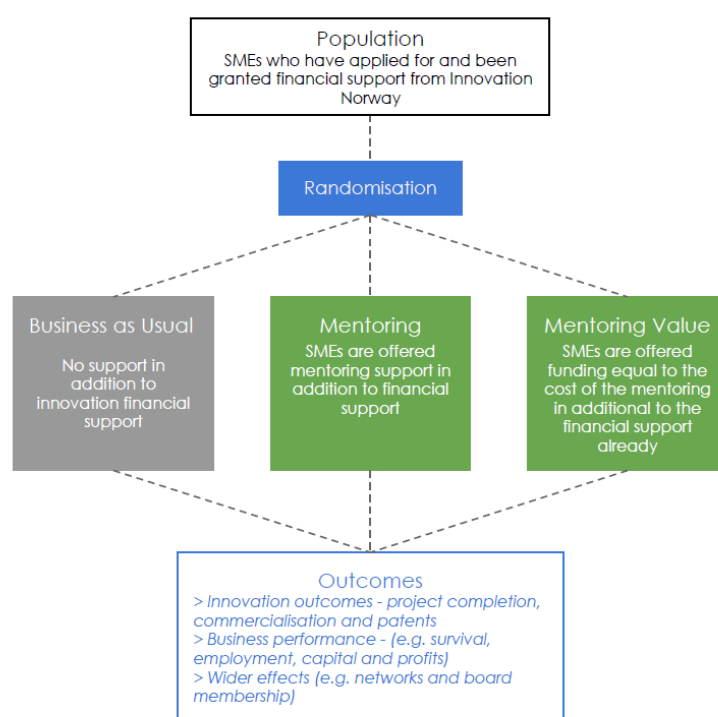 Population
SMEs who have applied for and been
granted financial support from Innovation
Norway
Randomisation
Business as Usual
No support in
addition to
innovation financial
support
Mentoring
SMEs are offered
mentoring support in
addition to financial
support
Mentoring Value
SMEs are offered
funding equal to the
cost of the mentoring
in additional to the
financial support
already
Outcomes
> Innovation outcomes - project completion,
commercialisation and patents
> Business performance - (e.g. survival,
employment, capital and profits)
> Wider effects (e.g. networks and board
membership)